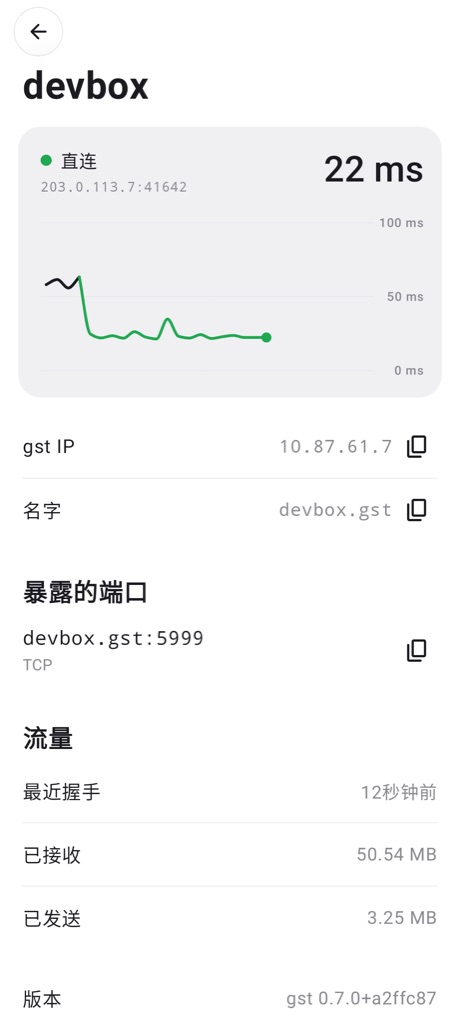 devbox
直连
22 ms
203.0.113.7:41642
100 ms
50 ms
0 ms
gst IP
10.87.61.7
名字
devbox.gst
暴露的端口
devbox.gst:5999
TCP
流量
最近握手
12秒钟前
已接收
50.54 MB
已发送
3.25 MB
版本
gst 0.7.0+a2ffc87